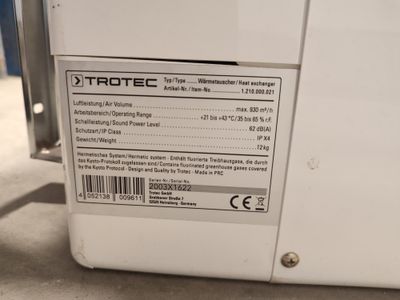 TROTEC
Typ/Type Wärmetauscher / Heat exchanger
Artikel-Nr. / Item-No 1.210.000.021
Luftleistung/Air Volume max. 930 m³/h
Arbeitsbereich/Operating Range +21 bis +43 °C/35 bis 85 % r.F.
Schallleistung/Sound Power Level 62 dB(A)
Schutzart/IP Class IP X4
Gewicht/Weight 12 kg
Hermetisches System/Hermetic system · Enthält fluorierte Treibhausgase, die durch
das Kyoto-Protokoll zugelassen sind/Contains fluorinated greenhouse gases covered
by the Kyoto Protocol · Design and Quality by Trotec · Made in PRC
Serien-Nr./Serial-No.
2003X1622
Trotec GmbH
Grebbener Straße 7
52525 Heinsberg · Germany
4 052138 009611
CE